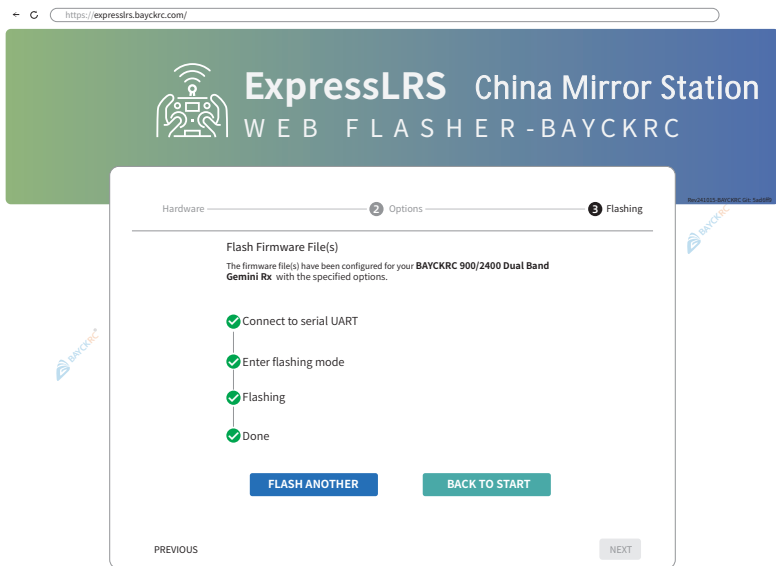 https://expresslrs.bayckrc.com/
ExpressLRS China Mirror Station
WEB FLASHER-BAYCKRC
Hardware
2 Options
3 Flashing
BAYCKRC
Flash Firmware File(s)
The firmware file(s) have been configured for your BAYCKRC 900/2400 Dual Band
Gemini Rx with the specified options.
Connect to serial UART
BAYCKRC
Enter flashing mode
Flashing
Done
FLASH ANOTHER
BACK TO START
PREVIOUS
NEXT